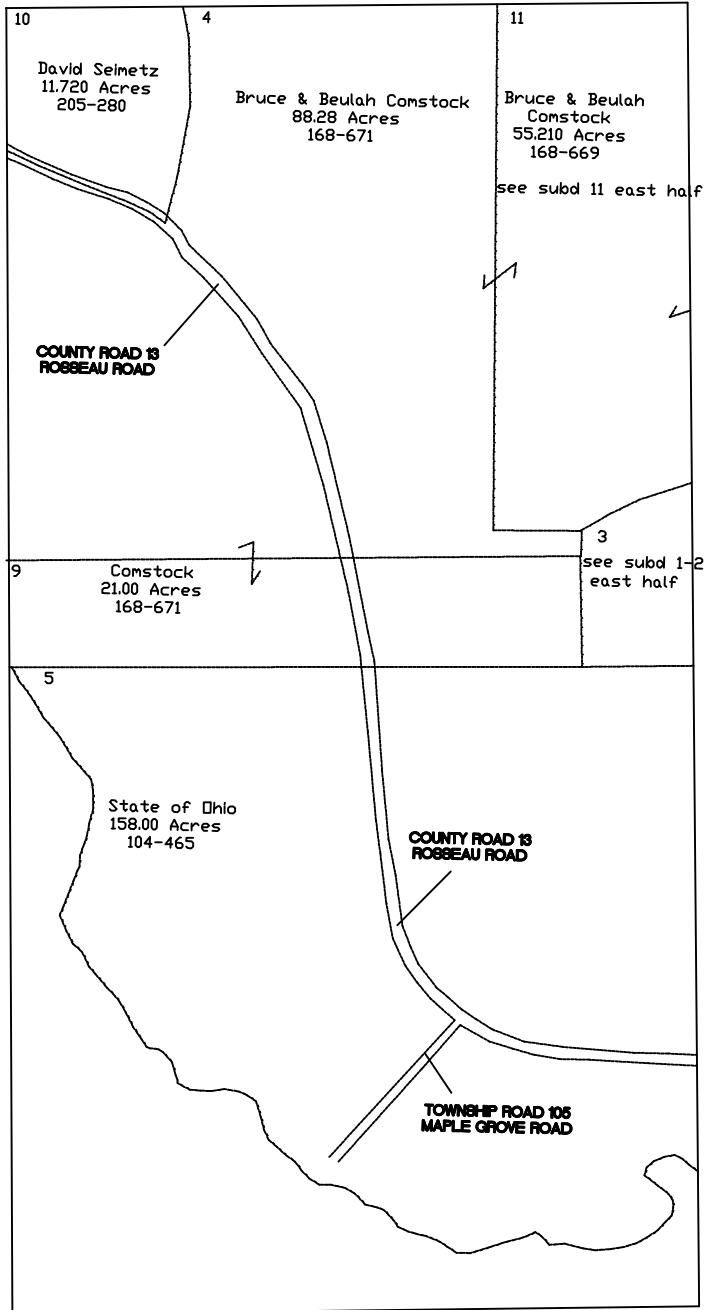 10
4
11
David Seimetz
11.720 Acres
205-280
Bruce & Beulah Comstock
88.28 Acres
168-671
Bruce & Beulah
Comstock
55.210 Acres
168-669
see subd 11 east half
COUNTY ROAD 13
ROSSEAU ROAD
3
see subd 1-2
east half
9
Comstock
21.00 Acres
168-671
5
State of Ohio
158.00 Acres
104-465
COUNTY ROAD 13
ROSSEAU ROAD
TOWNSHIP ROAD 105
MAPLE GROVE ROAD